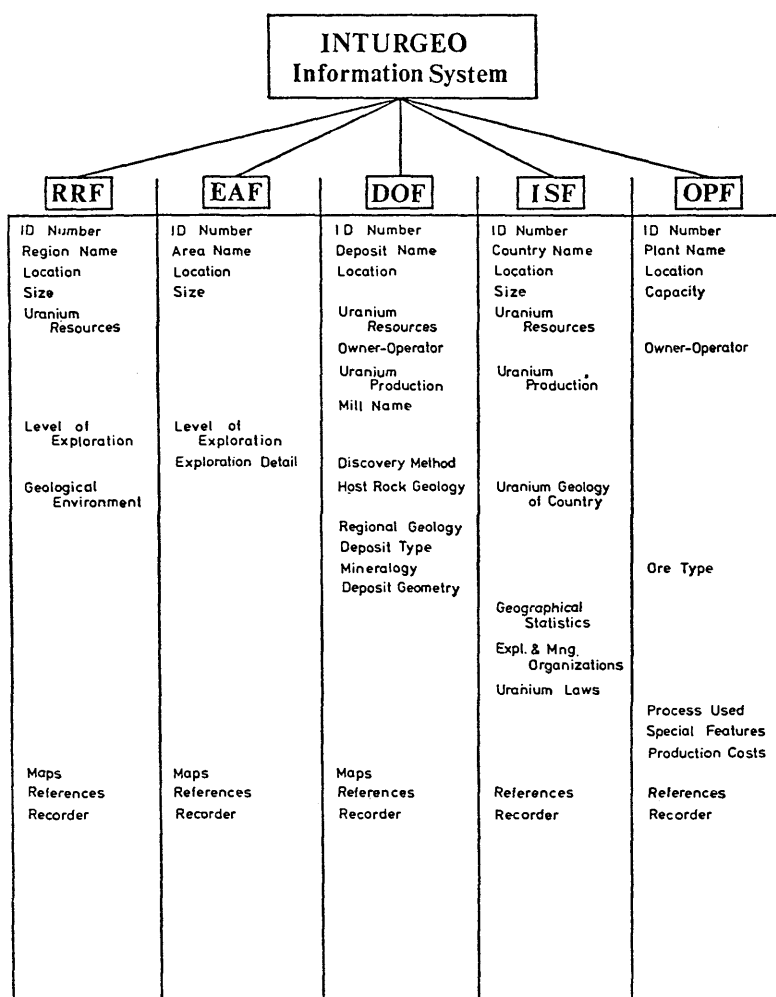 INTURGEO
Information System
RRF
EAF
DOF
ISF
OPF
ID Number
Region Name
Location
Size
Uranium
Resources
Level of
Exploration
Geological
Environment
Maps
References
Recorder
ID Number
Area Name
Location
Size
Level of
Exploration
Exploration Detail
Maps
References
Recorder
ID Number
Deposit Name
Location
Uranium
Resources
Owner-Operator
Uranium
Production
Mill Name
Discovery Method
Host Rock Geology
Regional Geology
Deposit Type
Mineralogy
Deposit Geometry
Maps
References
Recorder
ID Number
Country Name
Location
Size
Uranium
Resources
Uranium
Production
Uranium Geology
of Country
Geographical
Statistics
Expl. & Mng.
Organizations
Uranium Laws
References
Recorder
ID Number
Plant Name
Location
Capacity
Owner-Operator
Ore Type
Process Used
Special Features
Production Costs
References
Recorder